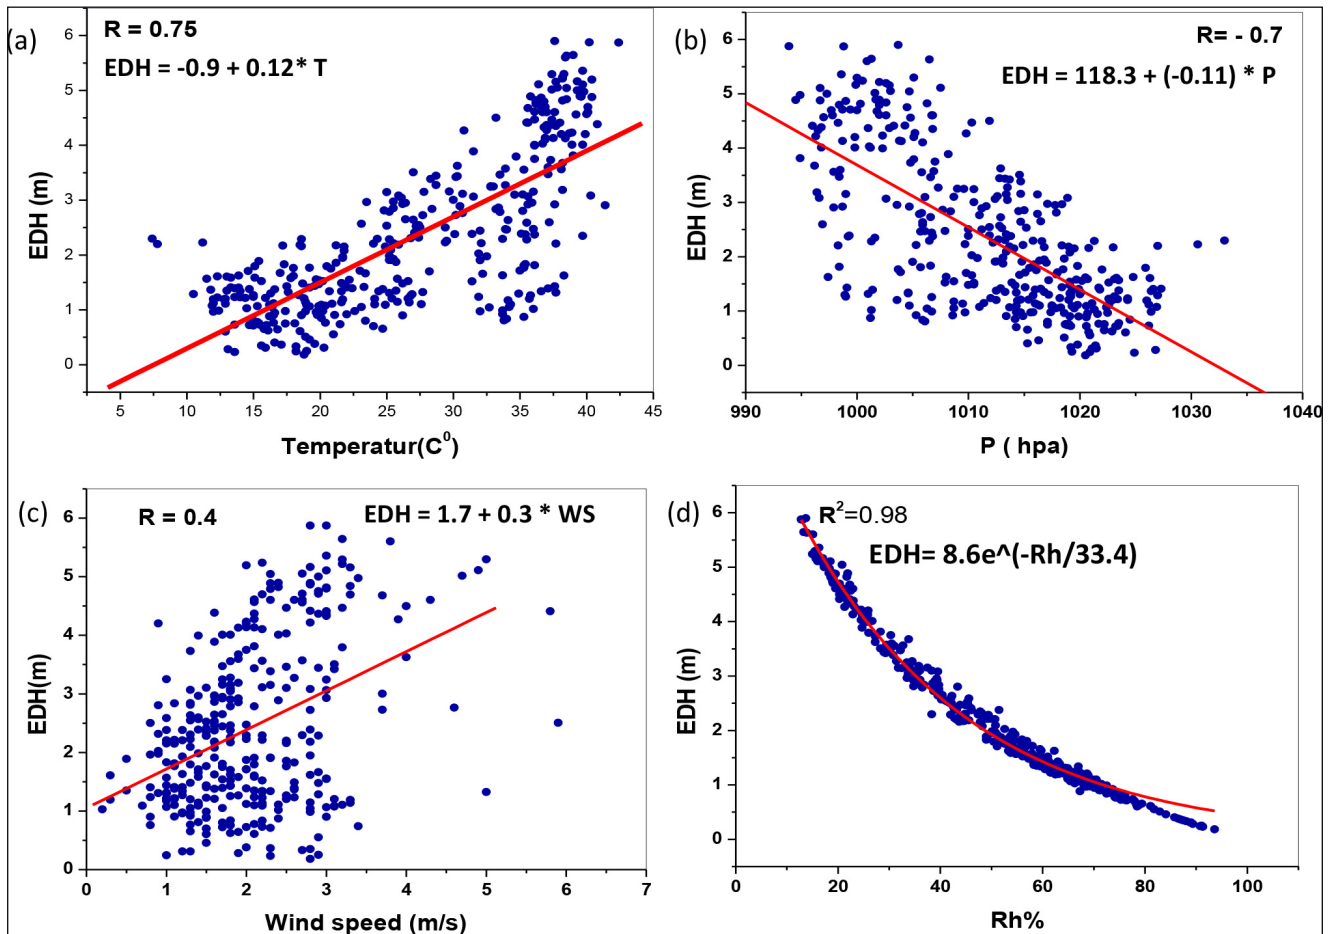 (a)
R = 0.75
EDH = -0.9 + 0.12* T
EDH (m)
6
5
4
3
2
1
0
5 10 15 20 25 30 35 40 45
Temperatur(C⁰)
(b)
R= - 0.7
EDH = 118.3 + (-0.11) * P
EDH (m)
6
5
4
3
2
1
0
990 1000 1010 1020 1030 1040
P ( hpa)
(c)
R = 0.4
EDH = 1.7 + 0.3 * WS
EDH(m)
6
5
4
3
2
1
0
0 1 2 3 4 5 6 7
Wind speed (m/s)
(d)
R²=0.98
EDH= 8.6e^(-Rh/33.4)
EDH (m)
6
5
4
3
2
1
0
0 20 40 60 80 100
Rh%